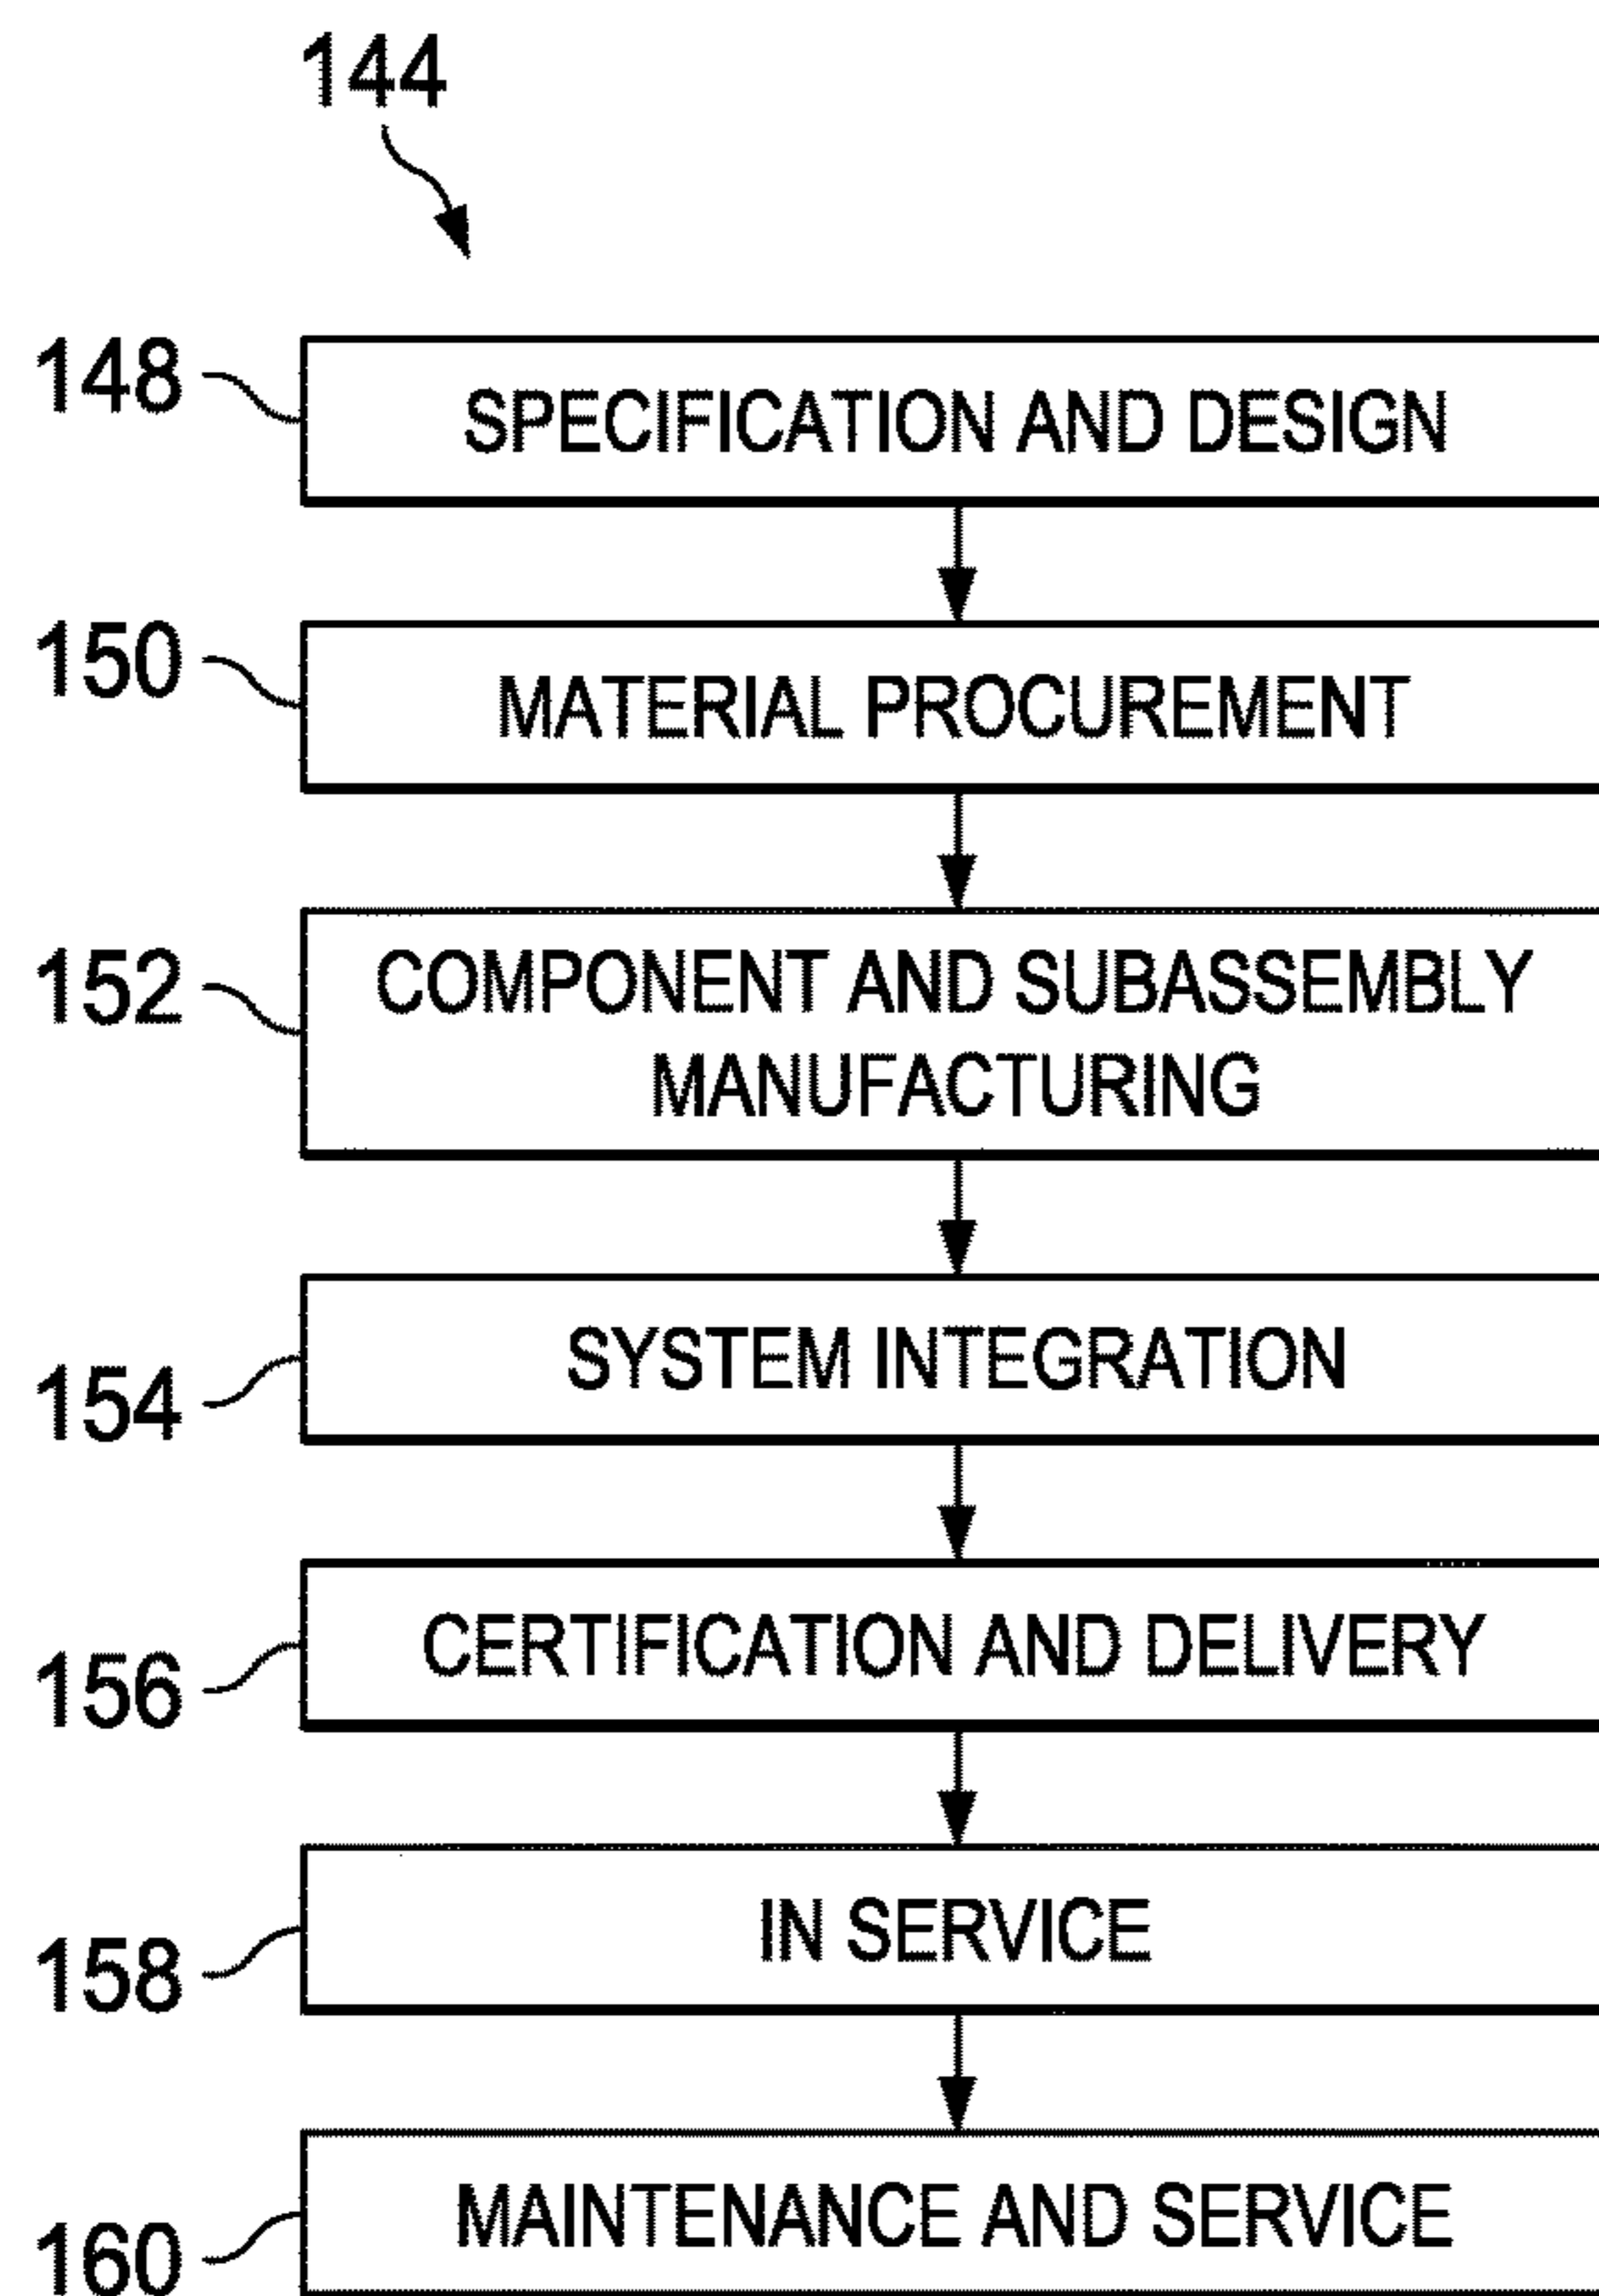 144
148
SPECIFICATION AND DESIGN
150
MATERIAL PROCUREMENT
152
COMPONENT AND SUBASSEMBLY
MANUFACTURING
154
SYSTEM INTEGRATION
156
CERTIFICATION AND DELIVERY
158
IN SERVICE
160
MAINTENANCE AND SERVICE